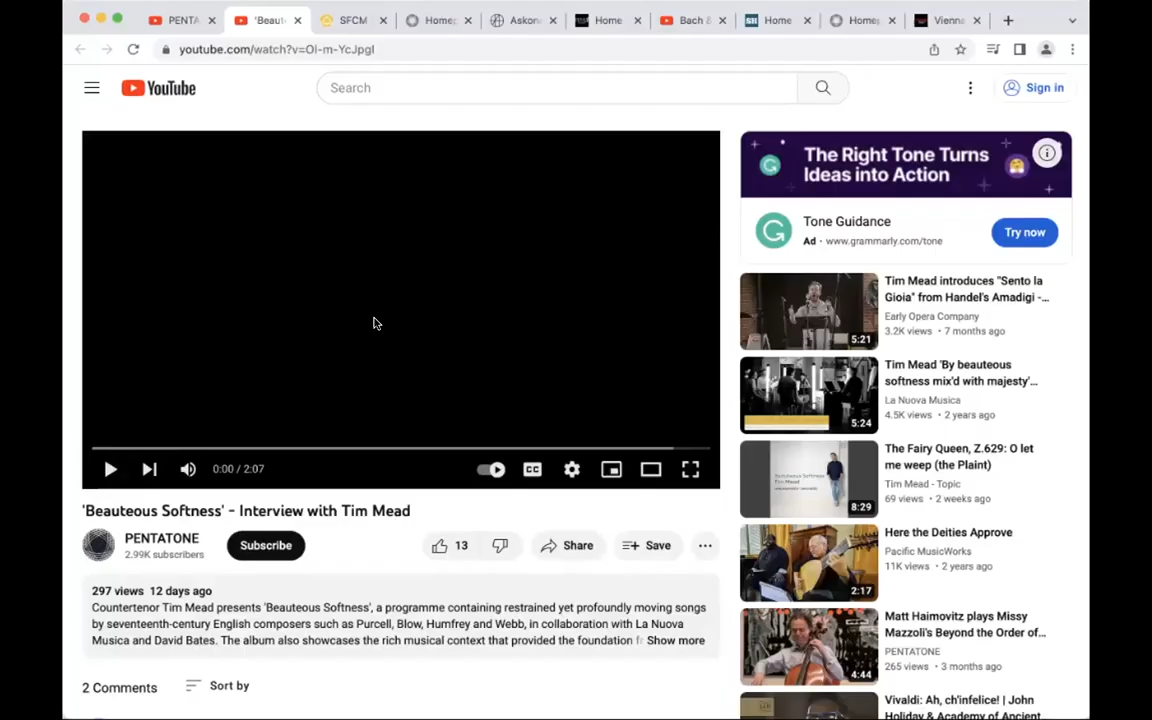 PENTA
'Beaut
SFCM
Home
Askon
Home
Bach &
Home
Home
Vienna
youtube.com/watch?v=OI-m-YcJpgI
YouTube
Search
Sign in
The Right Tone Turns
Ideas into Action
Tone Guidance
Ad · www.grammarly.com/tone
Try now
0:00 / 2:07
CC
'Beauteous Softness' - Interview with Tim Mead
PENTATONE
2.99K subscribers
Subscribe
13
Share
Save
297 views 12 days ago
Countertenor Tim Mead presents 'Beauteous Softness', a programme containing restrained yet profoundly moving songs
by seventeenth-century English composers such as Purcell, Blow, Humfrey and Webb, in collaboration with La Nuova
Musica and David Bates. The album also showcases the rich musical context that provided the foundation fr Show more
2 Comments
Sort by
Tim Mead introduces "Sento la
Gioia" from Handel's Amadigi -...
Early Opera Company
3.2K views • 7 months ago
5:21
Tim Mead 'By beauteous
softness mix'd with majesty'...
La Nuova Musica
4.5K views • 2 years ago
5:24
The Fairy Queen, Z.629: O let
me weep (the Plaint)
Tim Mead - Topic
69 views • 2 weeks ago
Beauteous Softness
Tim Mead
8:29
Here the Deities Approve
Pacific MusicWorks
11K views • 2 years ago
2:17
Matt Haimovitz plays Missy
Mazzoli's Beyond the Order of...
PENTATONE
265 views • 3 months ago
4:44
Vivaldi: Ah, ch'infelice! | John
Holiday & Academy of Ancient